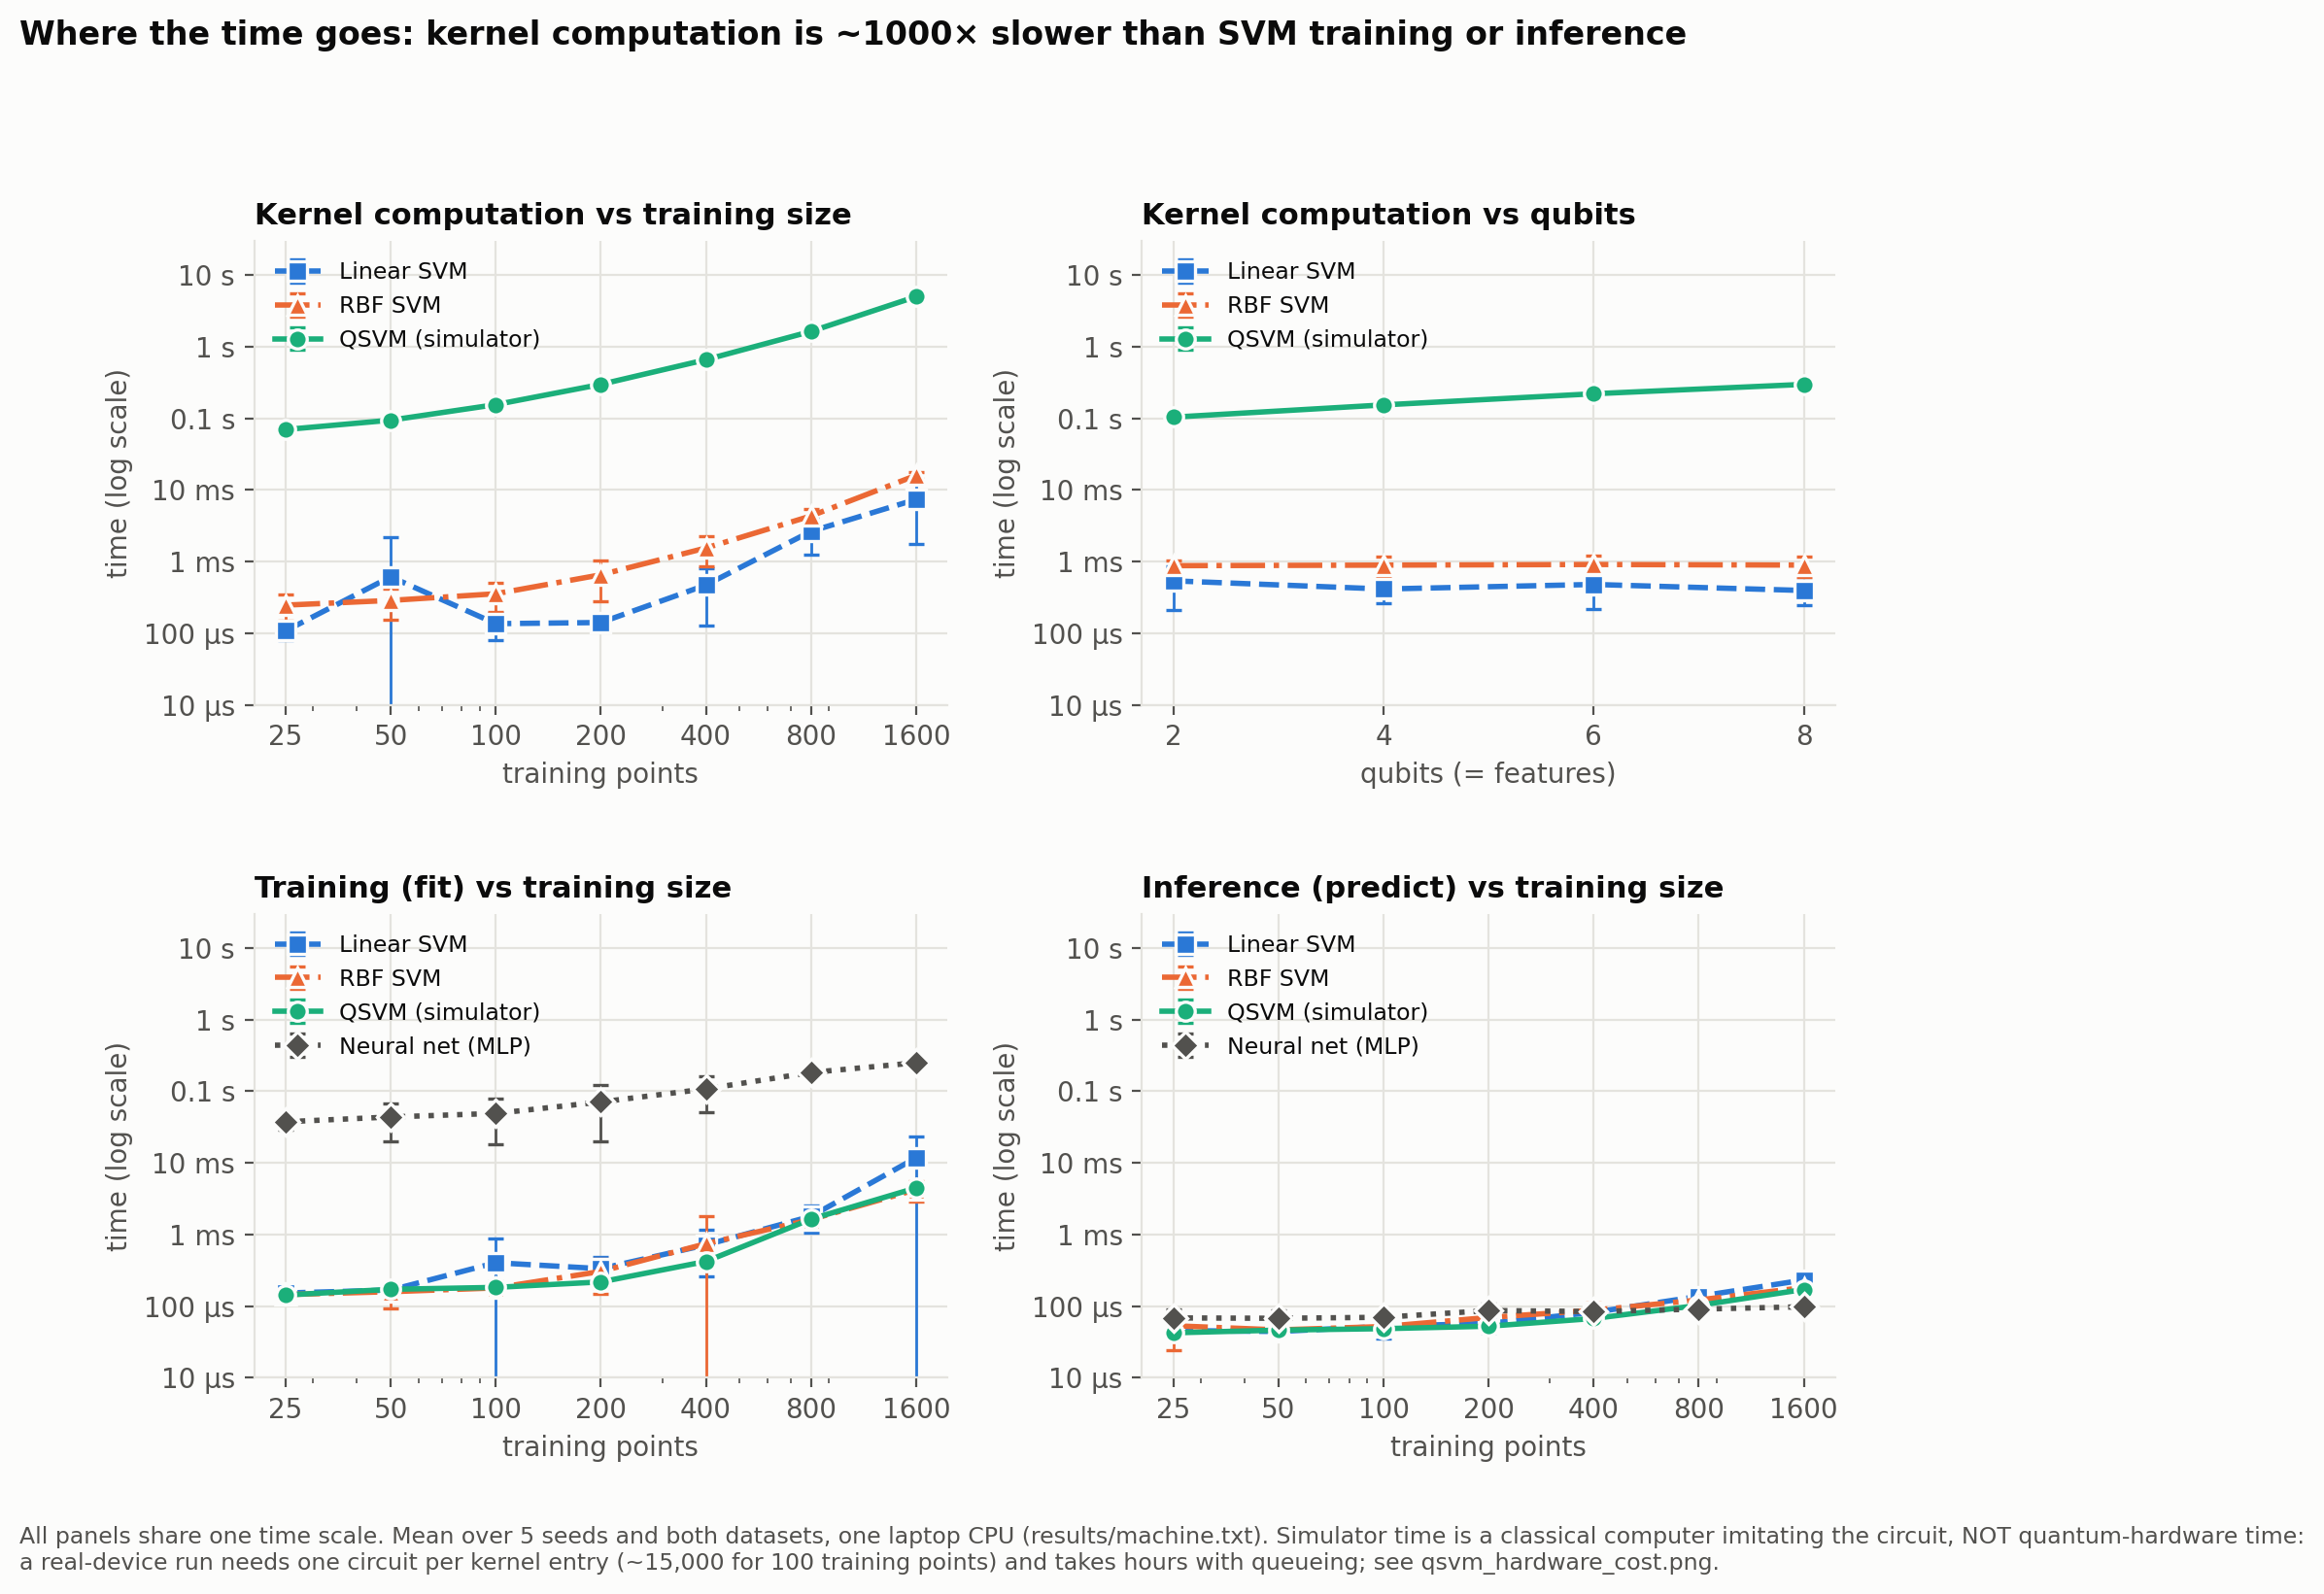 Where the time goes: kernel computation is ~1000× slower than SVM training or inference
Kernel computation vs training size
Linear SVM
RBF SVM
QSVM (simulator)
10 s
1 s
0.1 s
10 ms
1 ms
100 µs
10 µs
time (log scale)
25 50 100 200 400 800 1600
training points
Kernel computation vs qubits
Linear SVM
RBF SVM
QSVM (simulator)
10 s
1 s
0.1 s
10 ms
1 ms
100 µs
10 µs
time (log scale)
2 4 6 8
qubits (= features)
Training (fit) vs training size
Linear SVM
RBF SVM
QSVM (simulator)
Neural net (MLP)
10 s
1 s
0.1 s
10 ms
1 ms
100 µs
10 µs
time (log scale)
25 50 100 200 400 800 1600
training points
Inference (predict) vs training size
Linear SVM
RBF SVM
QSVM (simulator)
Neural net (MLP)
10 s
1 s
0.1 s
10 ms
1 ms
100 µs
10 µs
time (log scale)
25 50 100 200 400 800 1600
training points
All panels share one time scale. Mean over 5 seeds and both datasets, one laptop CPU (results/machine.txt). Simulator time is a classical computer imitating the circuit, NOT quantum-hardware time:
a real-device run needs one circuit per kernel entry (~15,000 for 100 training points) and takes hours with queueing; see qsvm_hardware_cost.png.